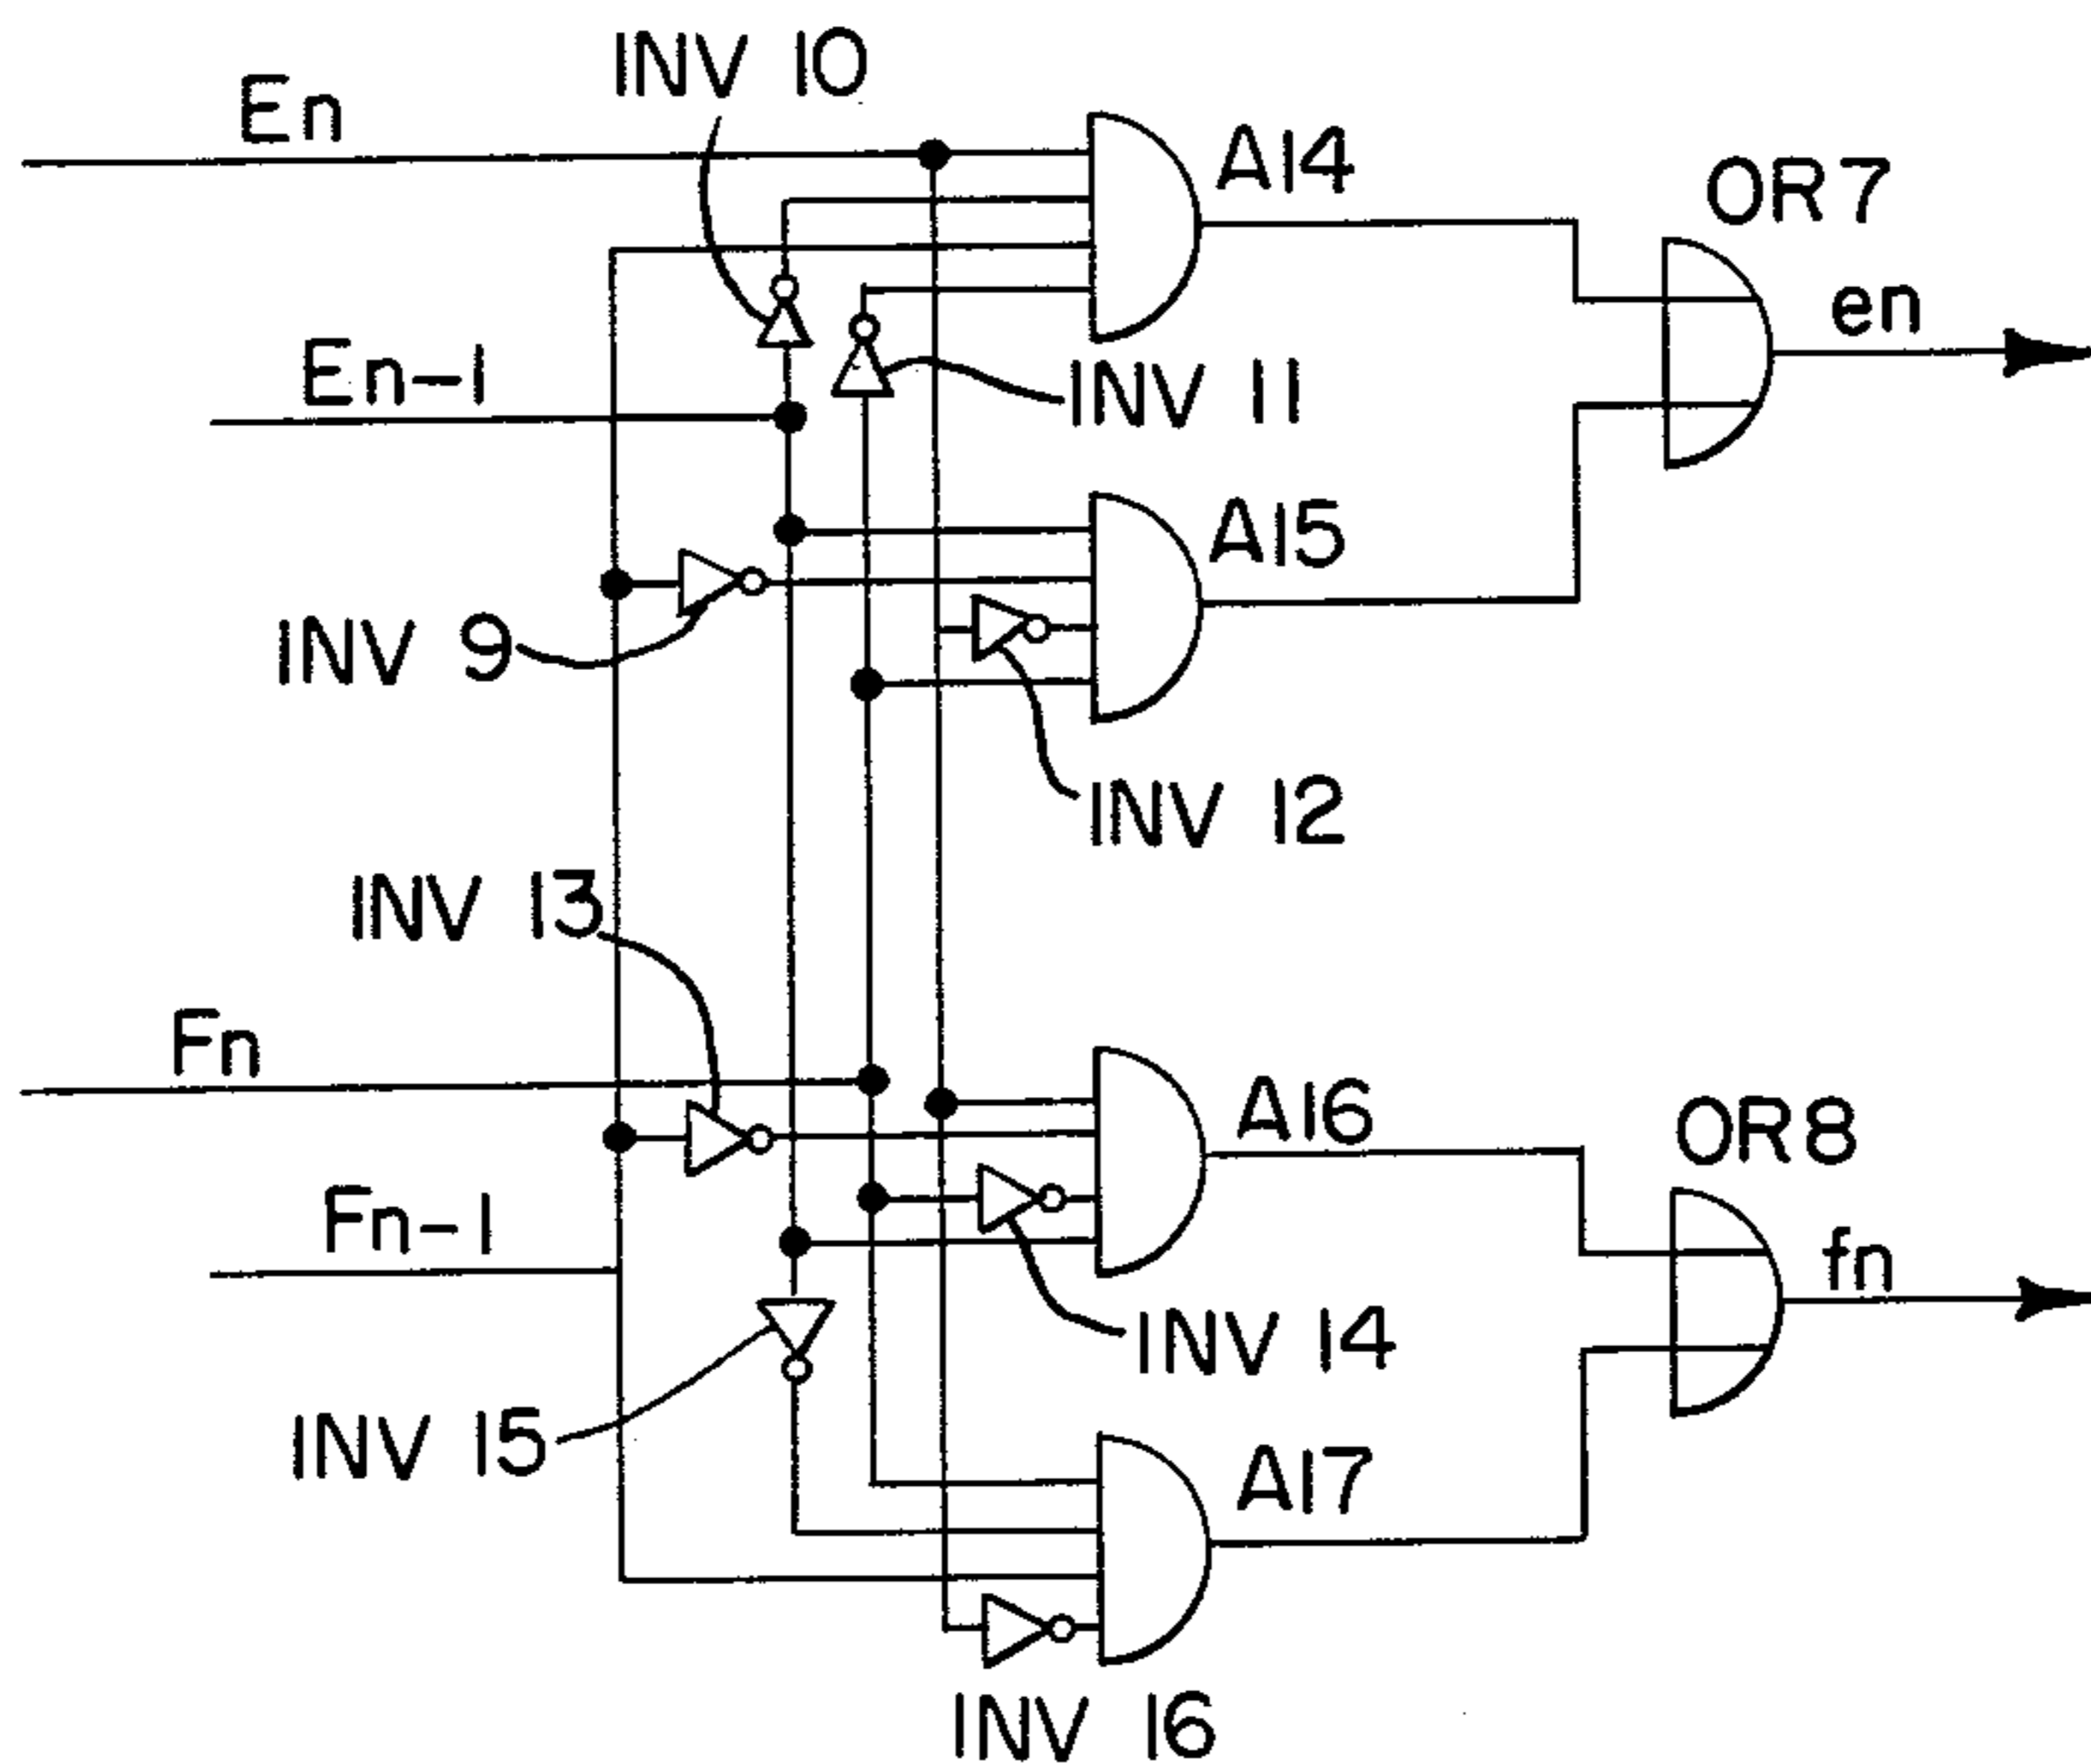 INV 10
En
A14
OR7
en
En-1
INV 11
A15
INV 9
INV 12
INV 13
Fn
A16
OR8
Fn-1
fn
INV 14
INV 15
A17
INV 16